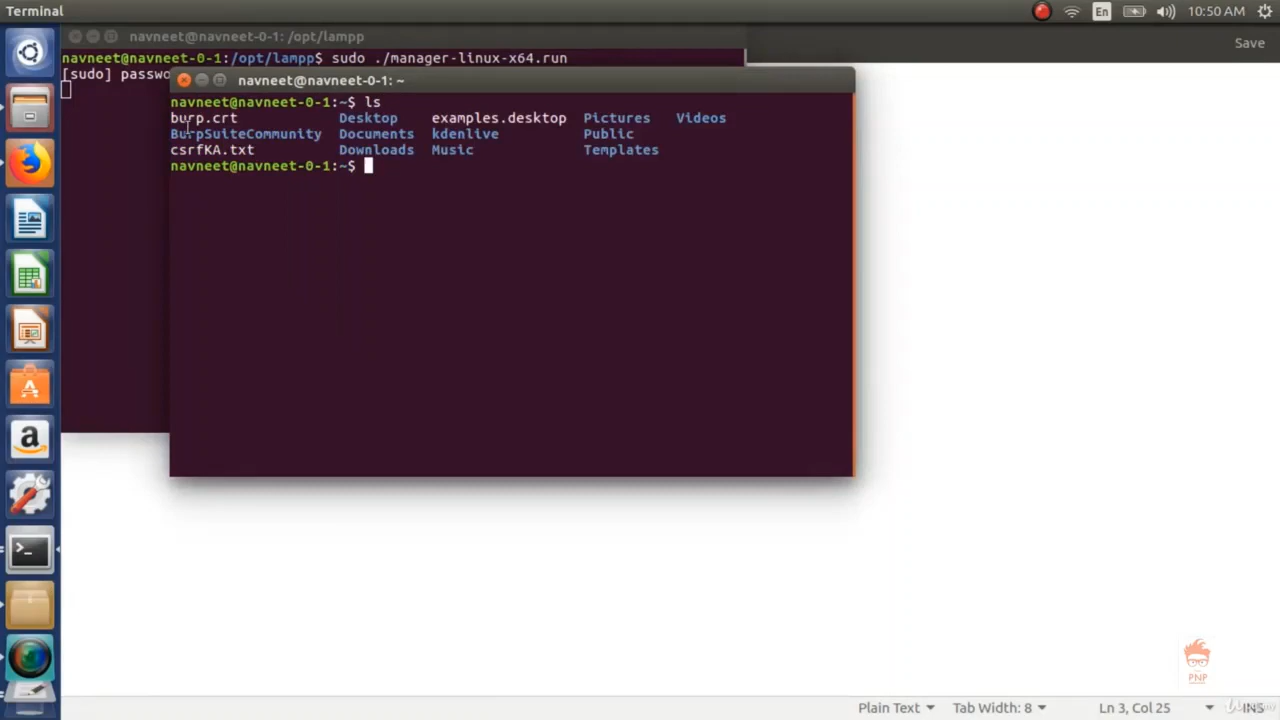 Terminal
En
10:50 AM
navneet@navneet-0-1: /opt/lampp
Save
navneet@navneet-0-1:/opt/lampp$ sudo ./manager-linux-x64.run
[sudo] passwo
navneet@navneet-0-1: ~
navneet@navneet-0-1:~$ ls
burp.crt Desktop examples.desktop Pictures Videos
BurpSuiteCommunity Documents kdenlive Public
csrfKA.txt Downloads Music Templates
navneet@navneet-0-1:~$
PNP
Plain Text Tab Width: 8 Ln 3, Col 25 INS